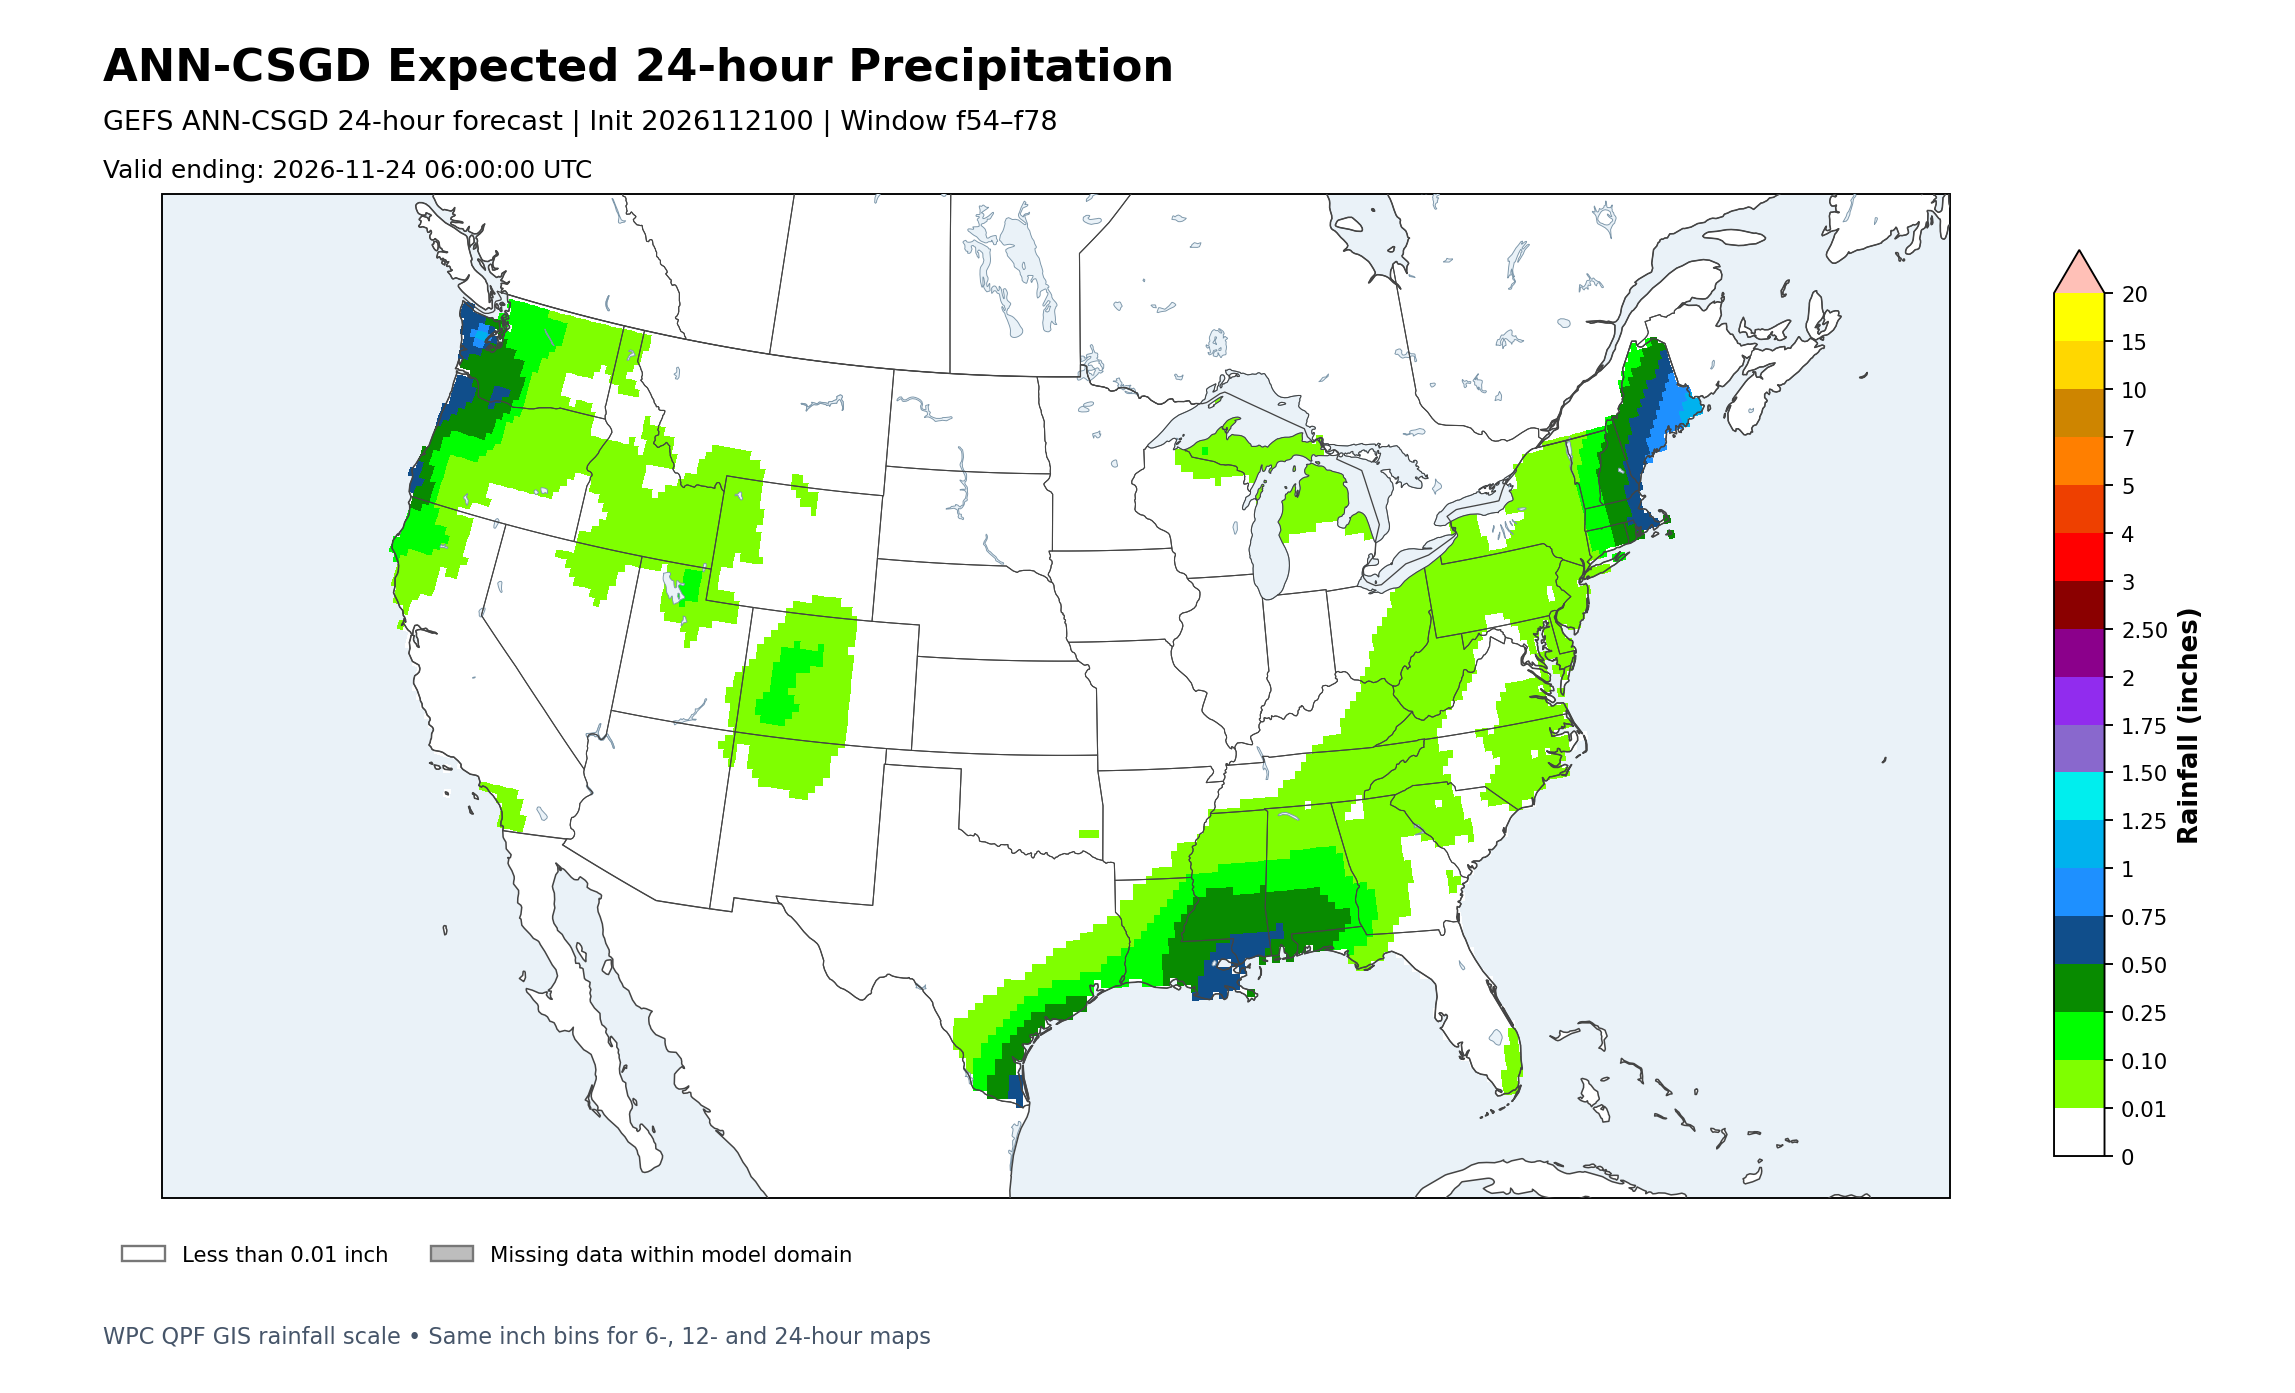 ANN-CSGD Expected 24-hour Precipitation
GEFS ANN-CSGD 24-hour forecast | Init 2026112100 | Window f54–f78
Valid ending: 2026-11-24 06:00:00 UTC
20
15
10
7
5
4
3
2.50
2
1.75
1.50
1.25
1
0.75
0.50
0.25
0.10
0.01
0
Rainfall (inches)
Less than 0.01 inch
Missing data within model domain
WPC QPF GIS rainfall scale • Same inch bins for 6-, 12- and 24-hour maps